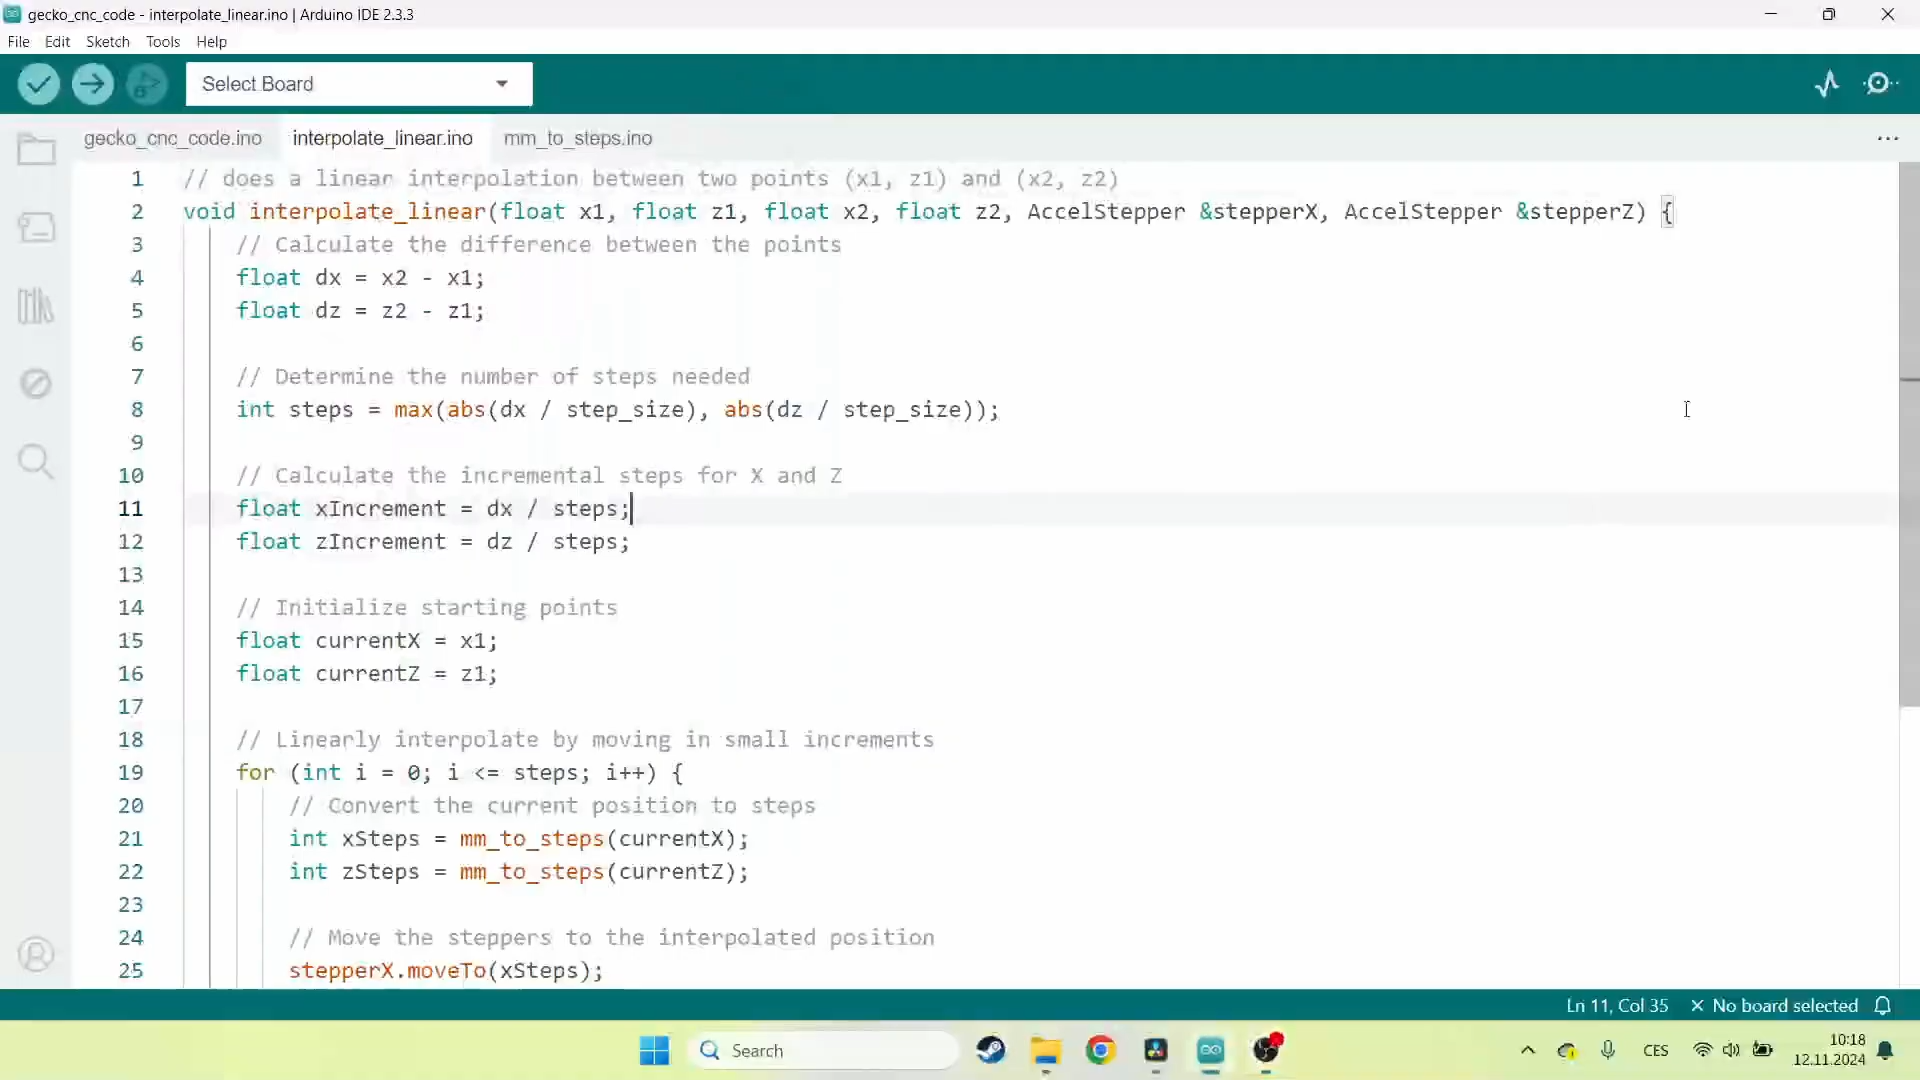 gecko_cnc_code - interpolate_linear.ino | Arduino IDE 2.3.3
File Edit Sketch Tools Help
Select Board
gecko_cnc_code.ino interpolate_linear.ino mm_to_steps.ino
1 // does a linear interpolation between two points (x1, z1) and (x2, z2)
2 void interpolate_linear(float x1, float z1, float x2, float z2, AccelStepper &stepperX, AccelStepper &stepperZ) {
3 // Calculate the difference between the points
4 float dx = x2 - x1;
5 float dz = z2 - z1;
6
7 // Determine the number of steps needed
8 int steps = max(abs(dx / step_size), abs(dz / step_size));
9
10 // Calculate the incremental steps for X and Z
11 float xIncrement = dx / steps;
12 float zIncrement = dz / steps;
13
14 // Initialize starting points
15 float currentX = x1;
16 float currentZ = z1;
17
18 // Linearly interpolate by moving in small increments
19 for (int i = 0; i <= steps; i++) {
20 // Convert the current position to steps
21 int xSteps = mm_to_steps(currentX);
22 int zSteps = mm_to_steps(currentZ);
23
24 // Move the steppers to the interpolated position
25 stepperX.moveTo(xSteps);
Ln 11, Col 35 No board selected
Search
CES
10:18
12.11.2024